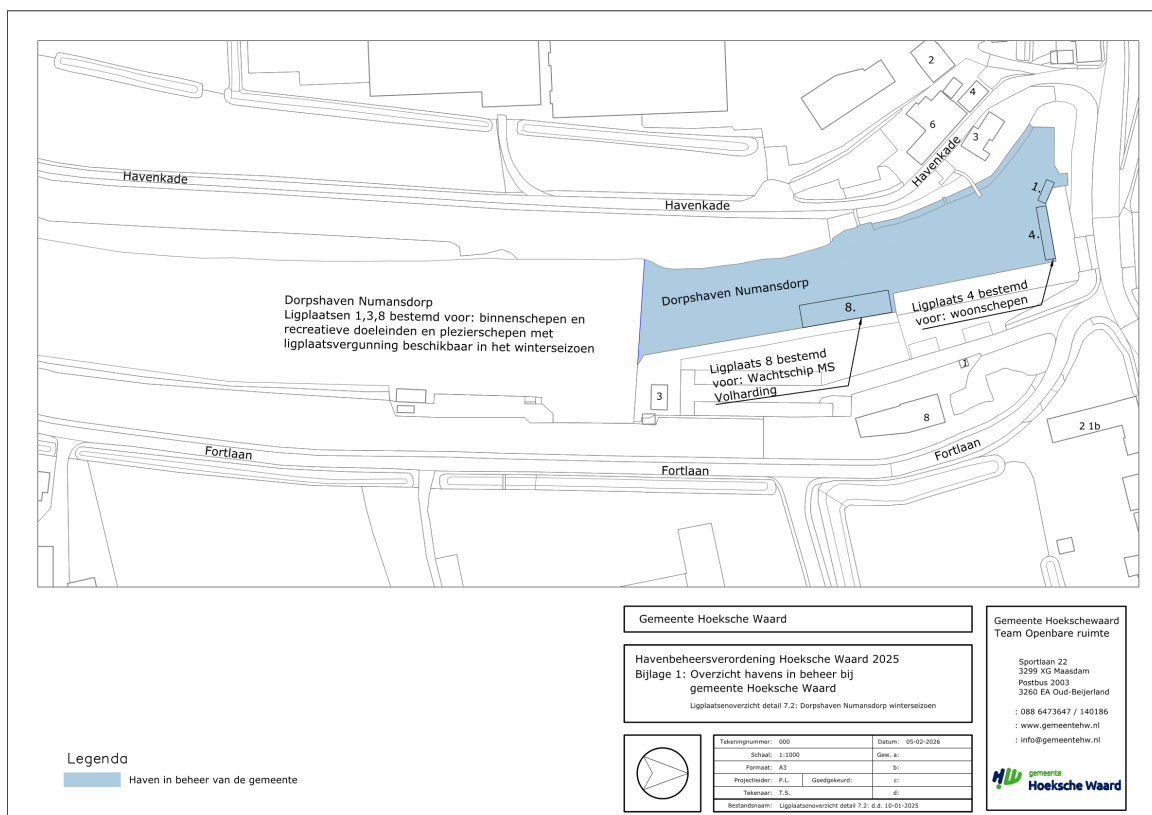 2
4
6
3
Havenkade
Havenkade
Havenkade
1.
4.
Dorpshaven Numansdorp
8.
Dorpshaven Numansdorp
Ligplaatsen 1,3,8 bestemd voor: binnenschepen en
recreatieve doeleinden en plezierschepen met
ligplaatsvergunning beschikbaar in het winterseizoen
Ligplaats 4 bestemd
voor: woonschepen
Ligplaats 8 bestemd
voor: Wachtschip MS
Volharding
1
3
8
2 1b
Fortlaan
Fortlaan
Fortlaan
Gemeente Hoeksche Waard
Havenbeheersverordening Hoeksche Waard 2025
Bijlage 1: Overzicht havens in beheer bij
gemeente Hoeksche Waard
Ligplaatsenoverzicht detail 7.2: Dorpshaven Numansdorp winterseizoen
Tekeningnummer: 000 Datum: 05-02-2026
Schaal: 1:1000 Gew. a:
Formaat: A3 b:
Projectleider: P.L. Goedgekeurd: c:
Tekenaar: T.S. d:
Bestandsnaam: Ligplaatsenoverzicht detail 7.2: d.d. 10-01-2025
Gemeente Hoekschewaard
Team Openbare ruimte
Sportlaan 22
3299 XG Maasdam
Postbus 2003
3260 EA Oud-Beijerland
: 088 6473647 / 140186
: www.gemeentehw.nl
: info@gemeentehw.nl
gemeente
Hoeksche Waard
Legenda
Haven in beheer van de gemeente